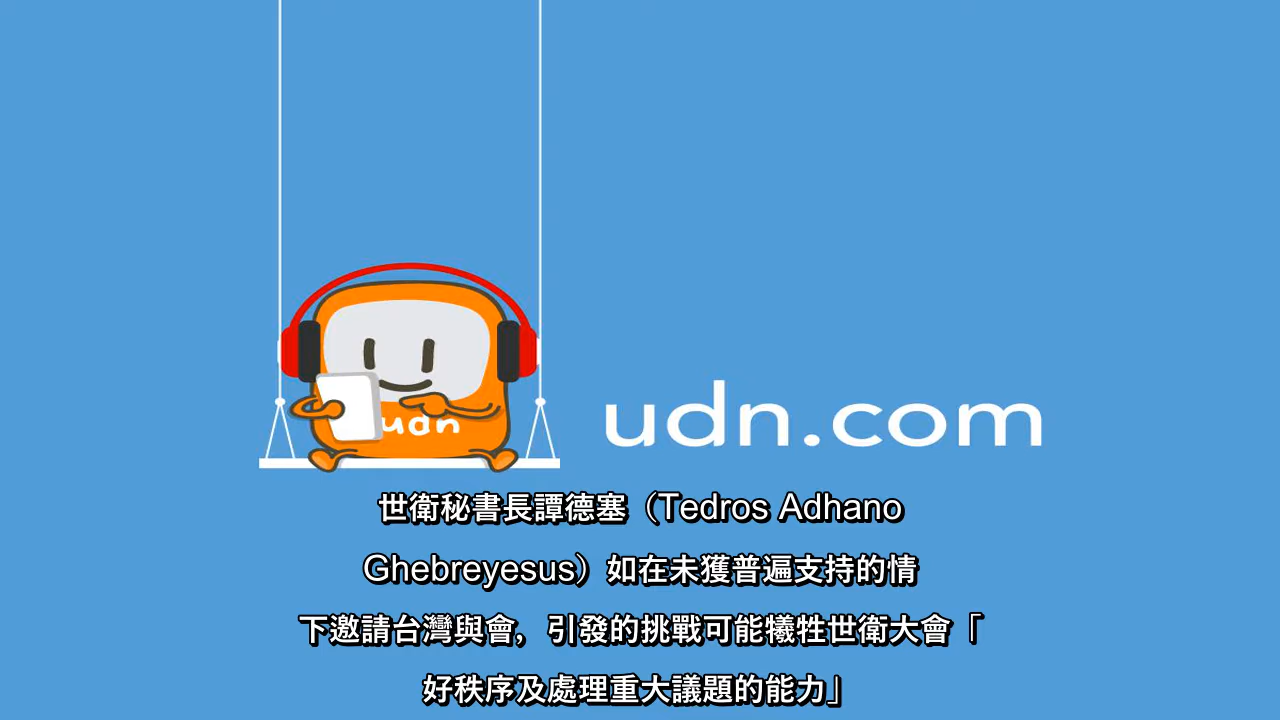 udn
udn.com
世衛秘書長譚德塞（Tedros Adhano
Ghebreyesus）如在未獲普遍支持的情
下邀請台灣與會，引發的挑戰可能犧牲世衛大會「
好秩序及處理重大議題的能力」